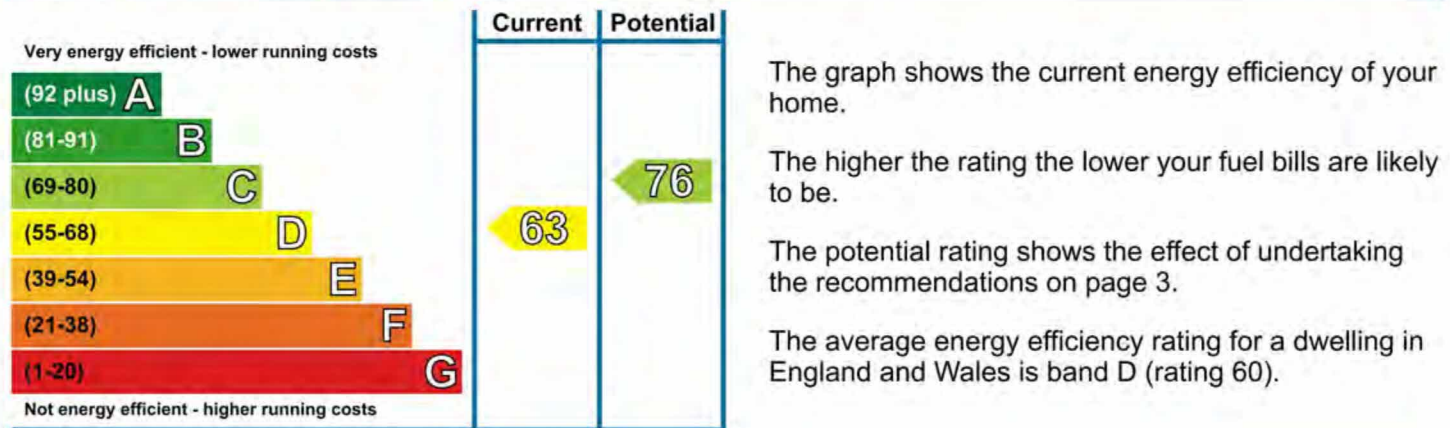 Current Potential
Very energy efficient - lower running costs
(92 plus) A
(81-91) B
(69-80) C
(55-68) D
(39-54) E
(21-38) F
(1-20) G
Not energy efficient - higher running costs
63
76
The graph shows the current energy efficiency of your
home.
The higher the rating the lower your fuel bills are likely
to be.
The potential rating shows the effect of undertaking
the recommendations on page 3.
The average energy efficiency rating for a dwelling in
England and Wales is band D (rating 60).